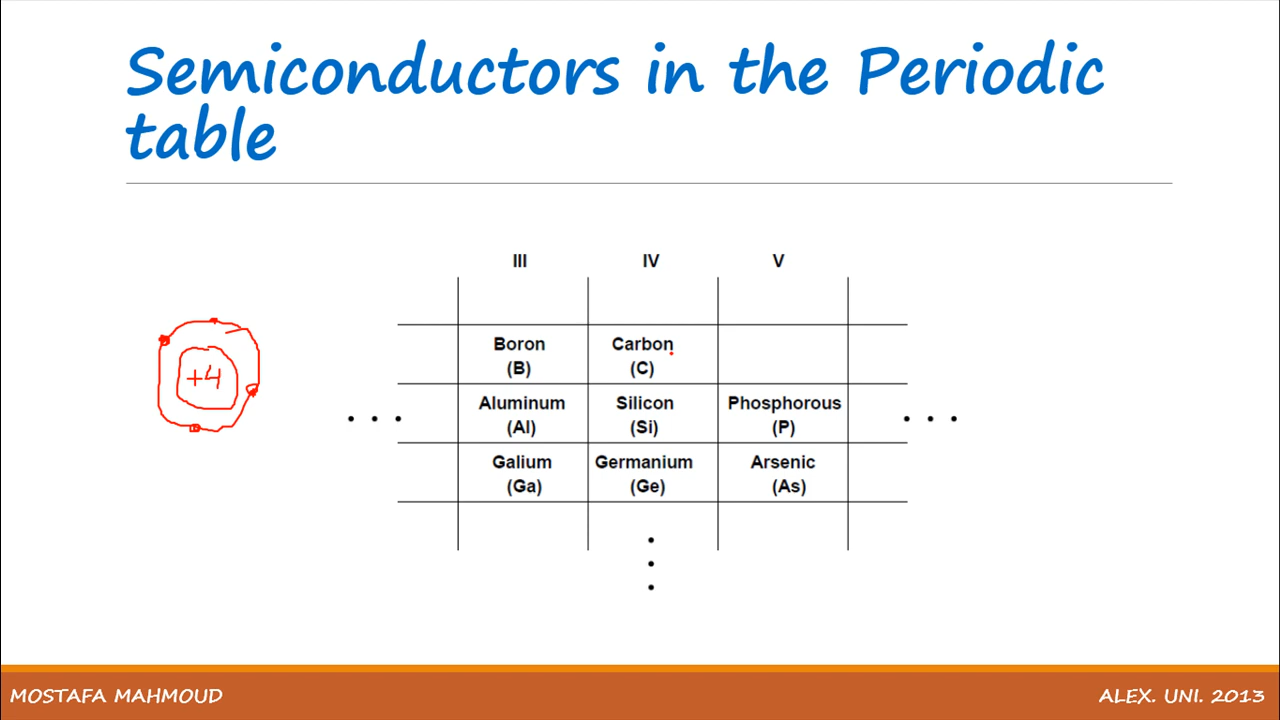 Semiconductors in the Periodic
table
III IV V
Boron Carbon
(B) (C)
Aluminum Silicon Phosphorous
(Al) (Si) (P)
Galium Germanium Arsenic
(Ga) (Ge) (As)
+4
MOSTAFA MAHMOUD
ALEX. UNI. 2013